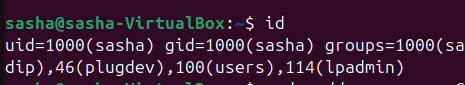 sasha@sasha-VirtualBox:~$ id
uid=1000(sasha) gid=1000(sasha) groups=1000(sa
dip),46(plugdev),100(users),114(lpadmin)